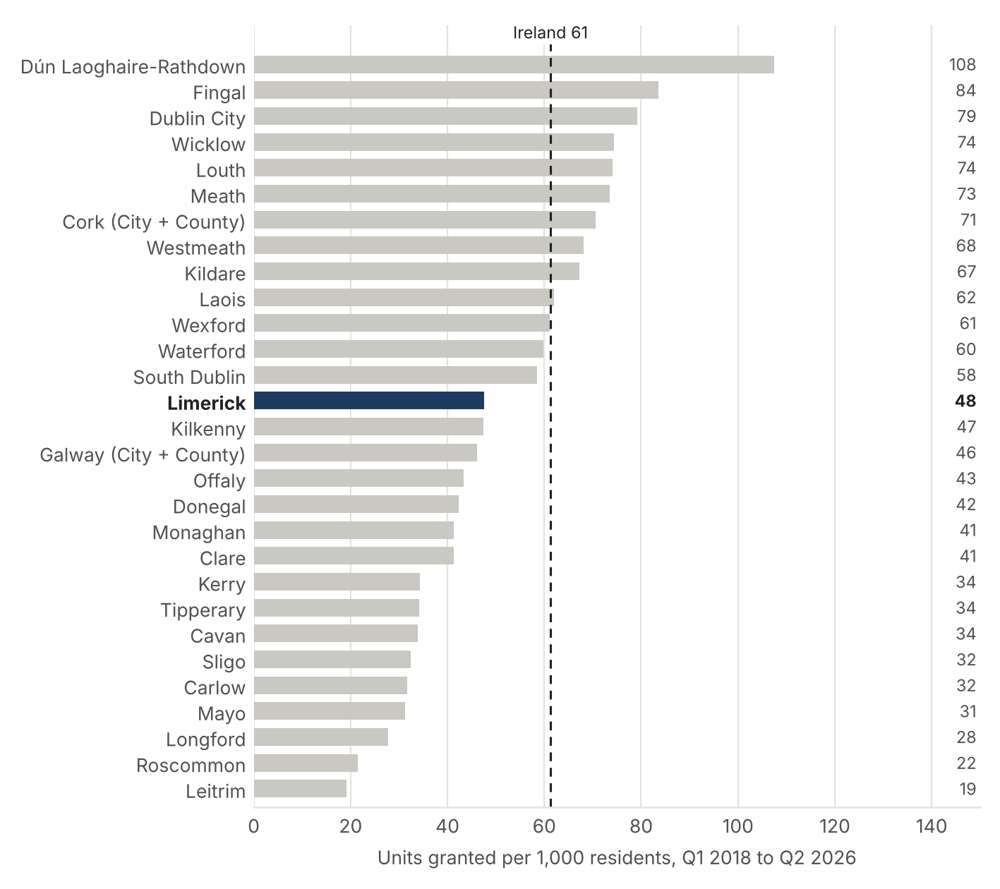 Ireland 61
Dún Laoghaire-Rathdown 108
Fingal 84
Dublin City 79
Wicklow 74
Louth 74
Meath 73
Cork (City + County) 71
Westmeath 68
Kildare 67
Laois 62
Wexford 61
Waterford 60
South Dublin 58
Limerick 48
Kilkenny 47
Galway (City + County) 46
Offaly 43
Donegal 42
Monaghan 41
Clare 41
Kerry 34
Tipperary 34
Cavan 34
Sligo 32
Carlow 32
Mayo 31
Longford 28
Roscommon 22
Leitrim 19
0 20 40 60 80 100 120 140
Units granted per 1,000 residents, Q1 2018 to Q2 2026